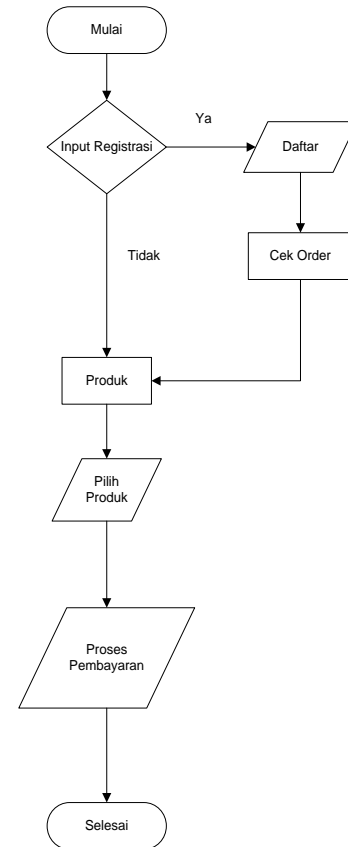 Mulai
Input Registrasi
Ya
Daftar
Cek Order
Tidak
Produk
Pilih
Produk
Proses
Pembayaran
Selesai